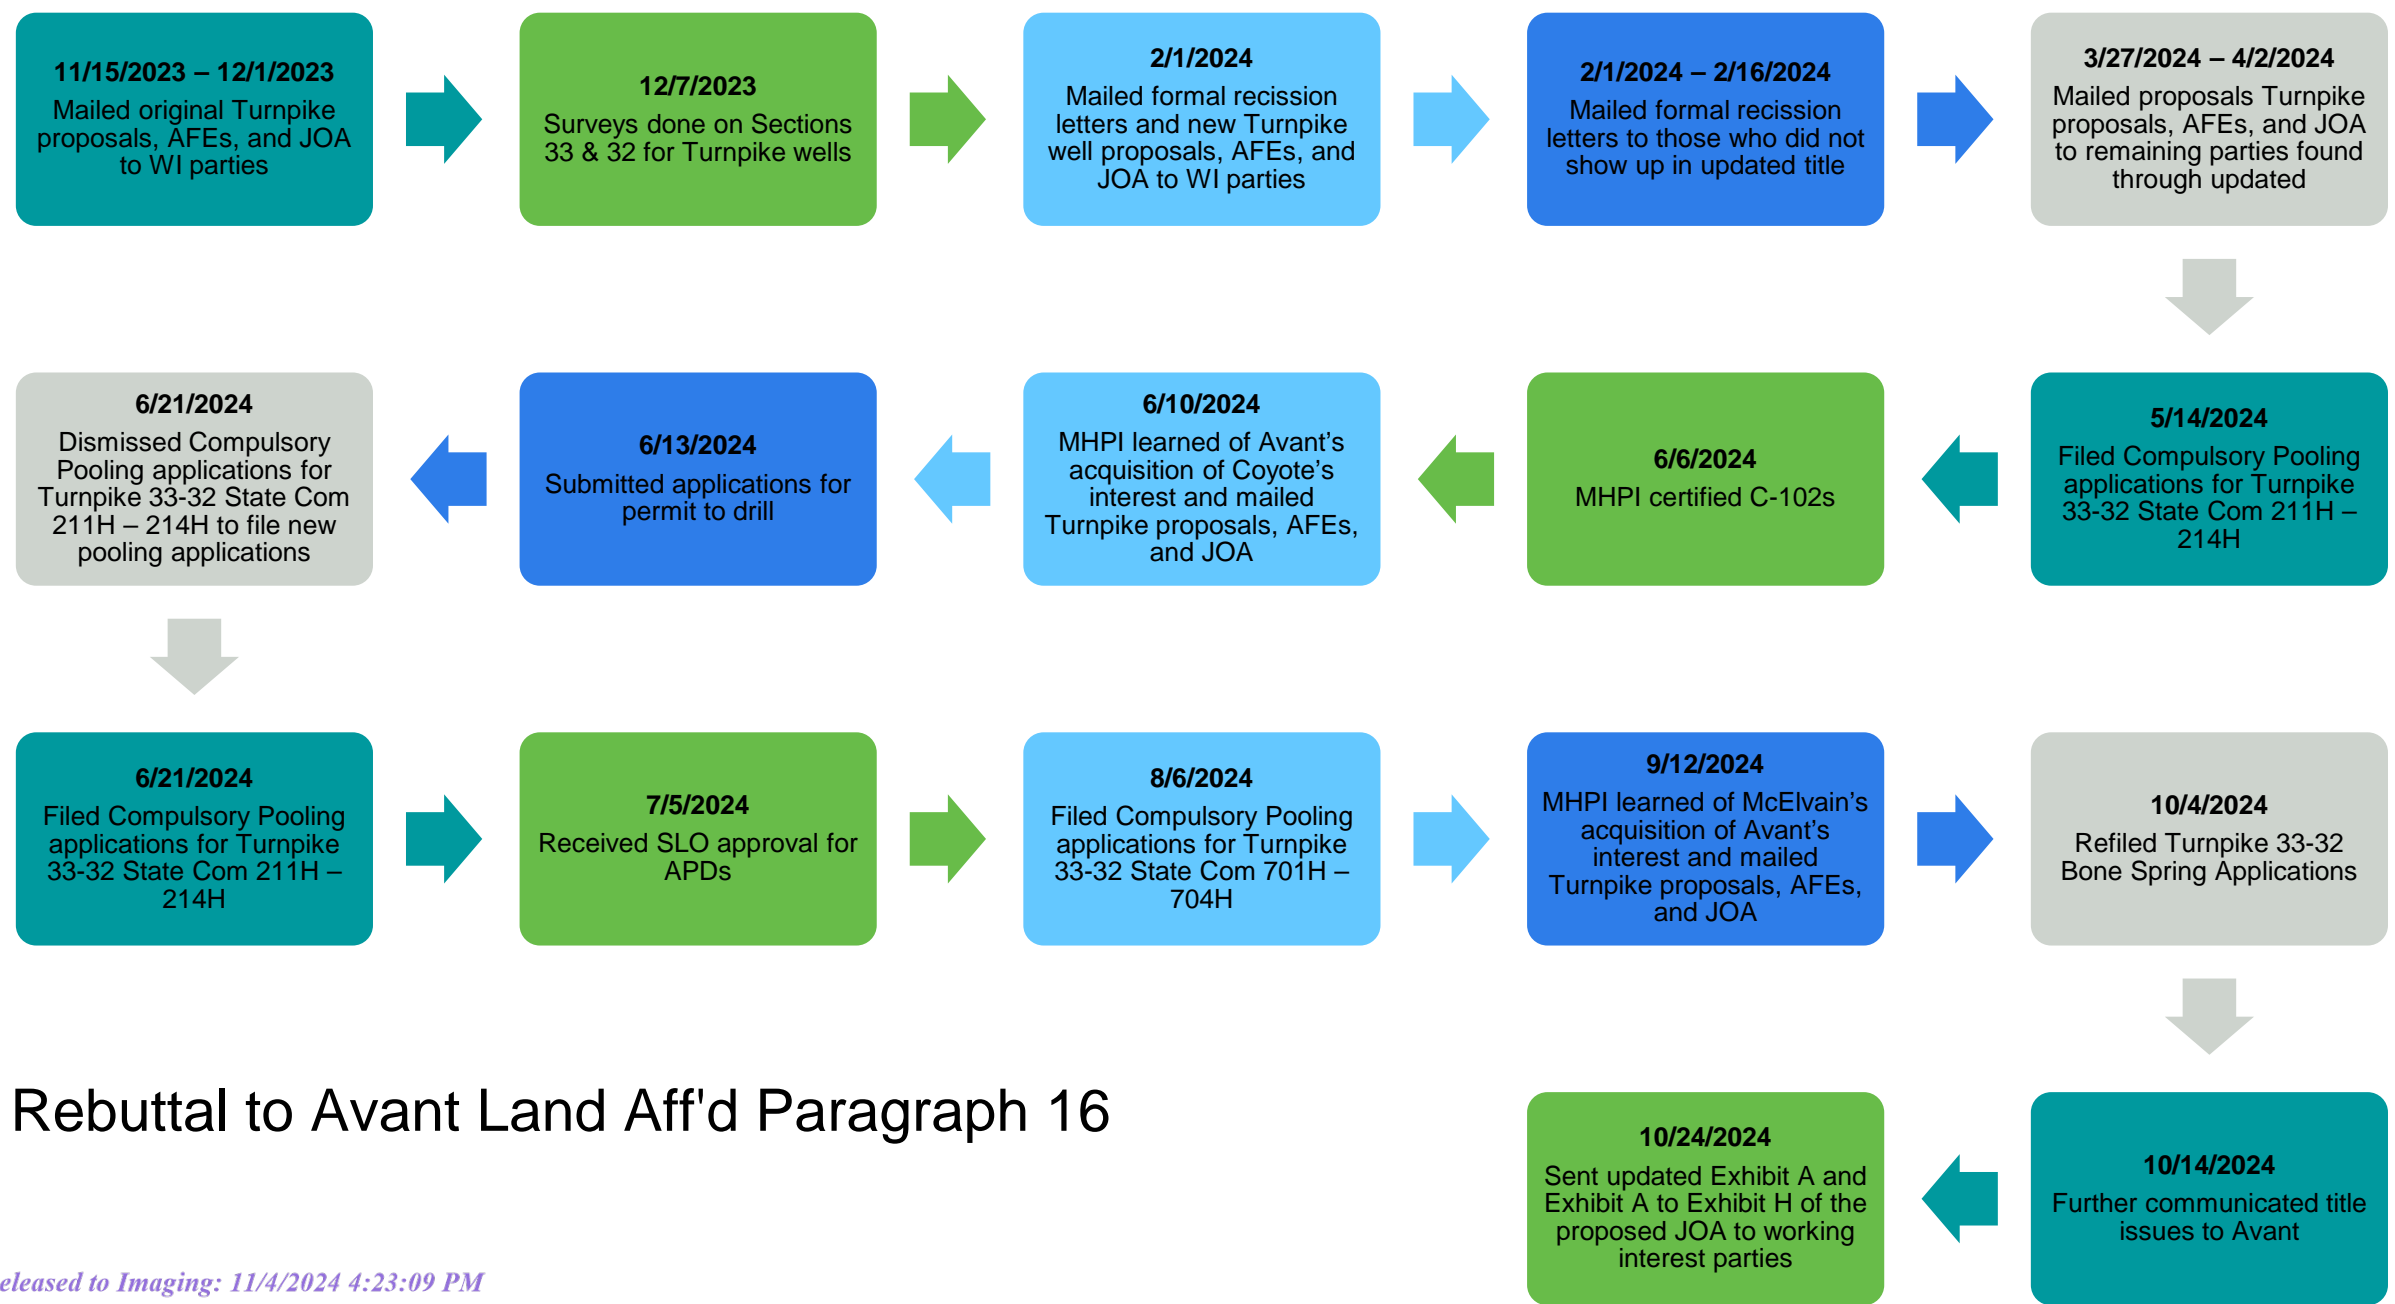 11/15/2023 – 12/1/2023
Mailed original Turnpike
proposals, AFEs, and JOA
to WI parties
12/7/2023
Surveys done on Sections
33 & 32 for Turnpike wells
2/1/2024
Mailed formal recission
letters and new Turnpike
well proposals, AFEs, and
JOA to WI parties
2/1/2024 – 2/16/2024
Mailed formal recission
letters to those who did not
show up in updated title
3/27/2024 – 4/2/2024
Mailed proposals Turnpike
proposals, AFEs, and JOA
to remaining parties found
through updated
5/14/2024
Filed Compulsory Pooling
applications for Turnpike
33-32 State Com 211H –
214H
6/6/2024
MHPI certified C-102s
6/10/2024
MHPI learned of Avant’s
acquisition of Coyote’s
interest and mailed
Turnpike proposals, AFEs,
and JOA
6/13/2024
Submitted applications for
permit to drill
6/21/2024
Dismissed Compulsory
Pooling applications for
Turnpike 33-32 State Com
211H – 214H to file new
pooling applications
6/21/2024
Filed Compulsory Pooling
applications for Turnpike
33-32 State Com 211H –
214H
7/5/2024
Received SLO approval for
APDs
8/6/2024
Filed Compulsory Pooling
applications for Turnpike
33-32 State Com 701H –
704H
9/12/2024
MHPI learned of McElvain’s
acquisition of Avant’s
interest and mailed
Turnpike proposals, AFEs,
and JOA
10/4/2024
Refiled Turnpike 33-32
Bone Spring Applications
10/14/2024
Further communicated title
issues to Avant
10/24/2024
Sent updated Exhibit A and
Exhibit A to Exhibit H of the
proposed JOA to working
interest parties
Rebuttal to Avant Land Aff'd Paragraph 16
eleased to Imaging: 11/4/2024 4:23:09 PM